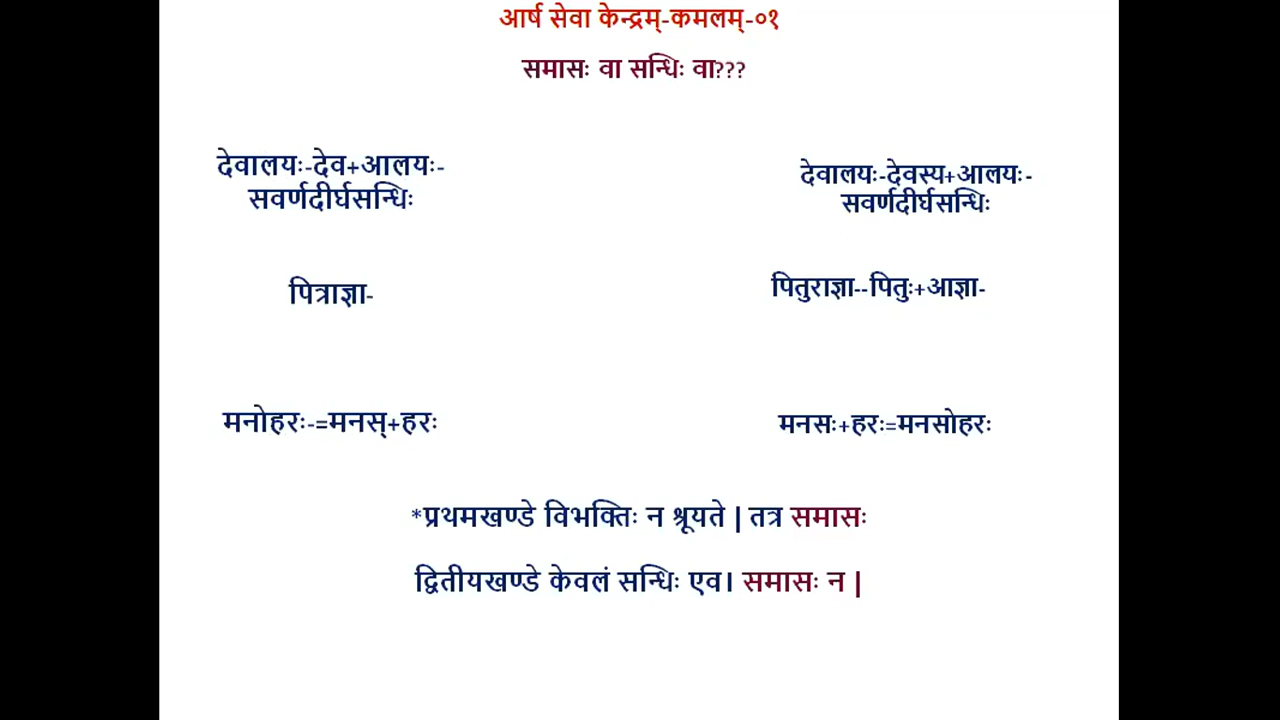 आर्ष सेवा केन्द्रम्-कमलम्-०१
समासः वा सन्धिः वा???
देवालयः-देव+आलयः-
सवर्णदीर्घसन्धिः
देवालयः-देवस्य+आलयः-
सवर्णदीर्घसन्धिः
पित्राज्ञा-
पितुराज्ञा--पितुः+आज्ञा-
मनोहरः-=मनस्+हरः
मनसः+हरः=मनसोहरः
*प्रथमखण्डे विभक्तिः न श्रूयते | तत्र समासः
द्वितीयखण्डे केवलं सन्धिः एव। समासः न |